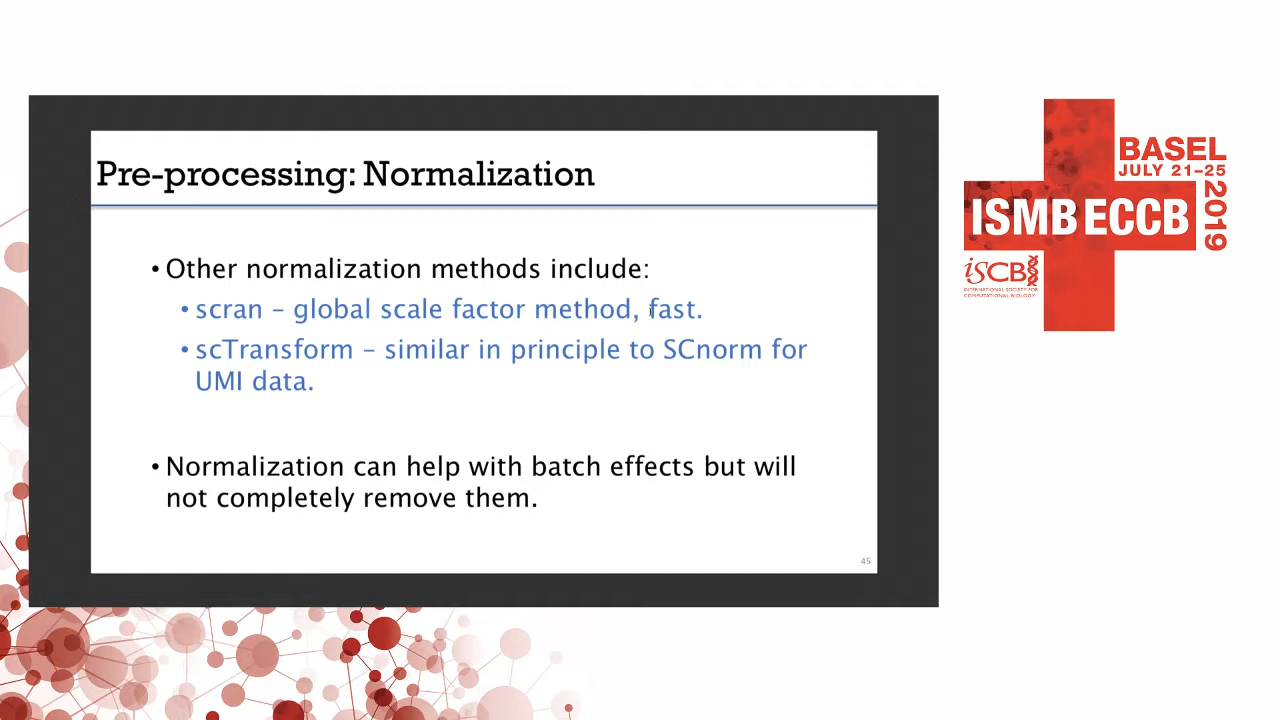 Pre-processing: Normalization
• Other normalization methods include:
• scran – global scale factor method, fast.
• scTransform – similar in principle to SCnorm for
UMI data.
• Normalization can help with batch effects but will
not completely remove them.
45
BASEL
JULY 21–25
2019
ISMB ECCB
iSCB
INTERNATIONAL SOCIETY FOR
COMPUTATIONAL BIOLOGY